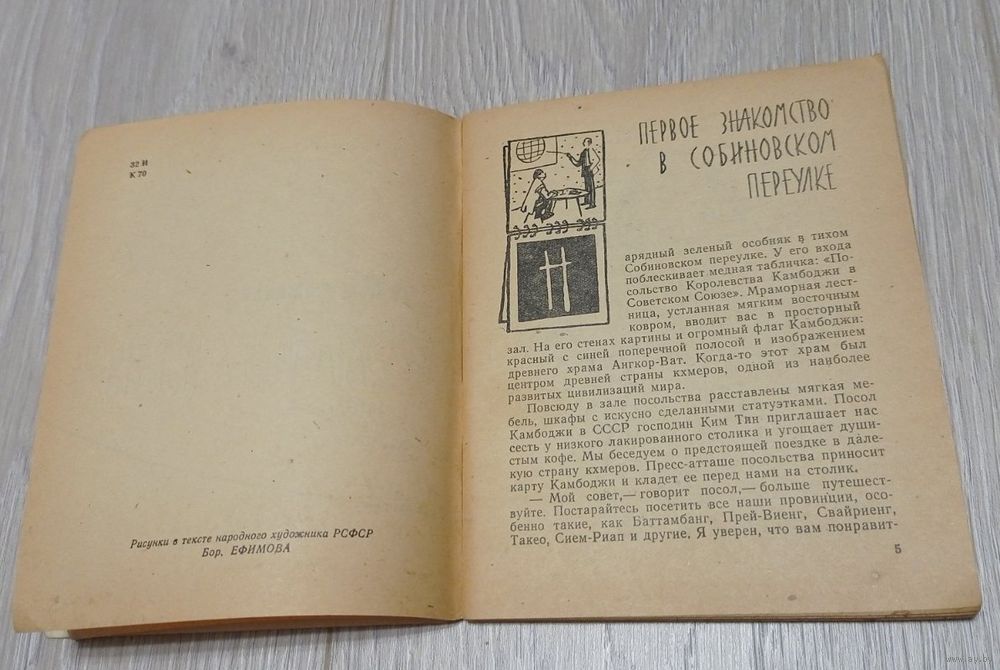 32 И
К 70
Рисунки в тексте народного художника РСФСР
Бор. ЕФИМОВА
ПЕРВОЕ ЗНАКОМСТВО
В СОБИНОВСКОМ
ПЕРЕУЛКЕ
арядный зеленый особняк в тихом
Собиновском переулке. У его входа
поблескивает медная табличка: «По-
сольство Королевства Камбоджи в
Советском Союзе». Мраморная лест-
ница, устланная мягким восточным
ковром, вводит вас в просторный
зал. На его стенах картины и огромный флаг Камбоджи:
красный с синей поперечной полосой и изображением
древнего храма Ангкор-Ват. Когда-то этот храм был
центром древней страны кхмеров, одной из наиболее
развитых цивилизаций мира.
Повсюду в зале посольства расставлены мягкая ме-
бель, шкафы с искусно сделанными статуэтками. Посол
Камбоджи в СССР господин Ким Тин приглашает нас
сесть у низкого лакированного столика и угощает души-
стым кофе. Мы беседуем о предстоящей поездке в дале-
кую страну кхмеров. Пресс-атташе посольства приносит
карту Камбоджи и кладет ее перед нами на столик.
— Мой совет,— говорит посол,— больше путешест-
вуйте. Постарайтесь посетить все наши провинции, осо-
бенно такие, как Баттамбанг, Прей-Виенг, Свайриенг,
Такео, Сием-Риап и другие. Я уверен, что вам понравит-
5
www.ay.by